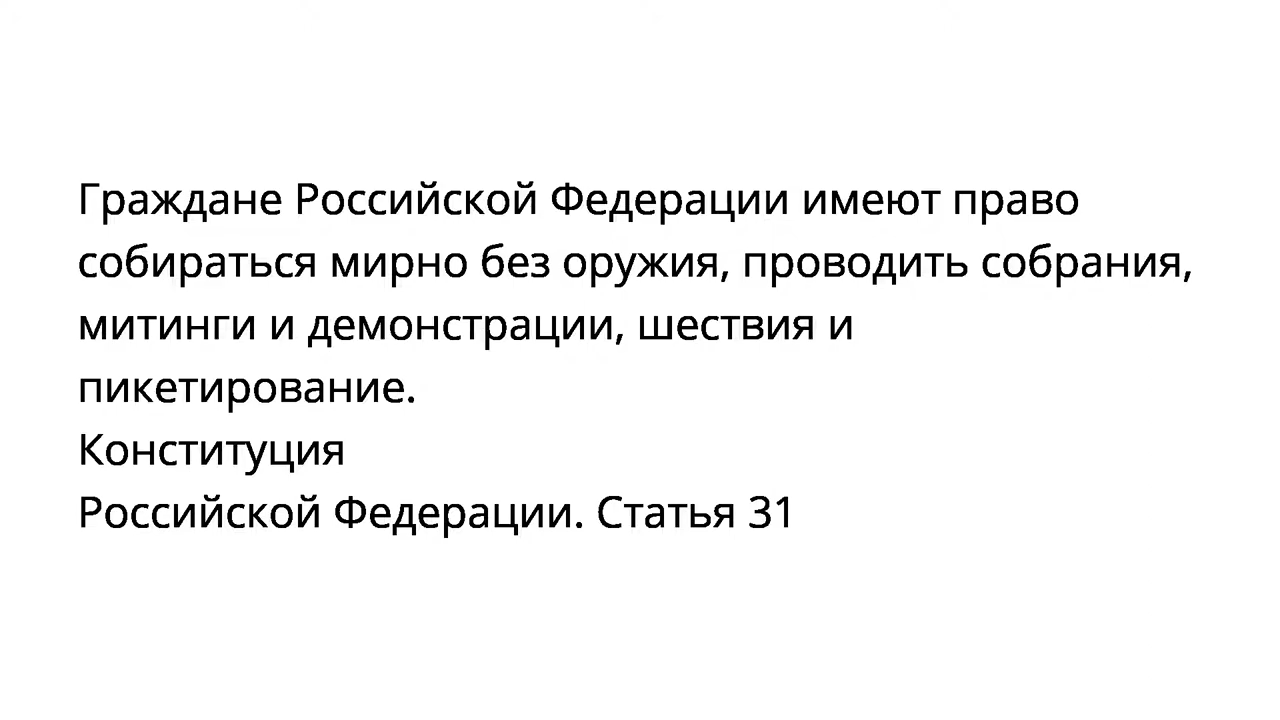 Граждане Российской Федерации имеют право
собираться мирно без оружия, проводить собрания,
митинги и демонстрации, шествия и
пикетирование.
Конституция
Российской Федерации. Статья 31